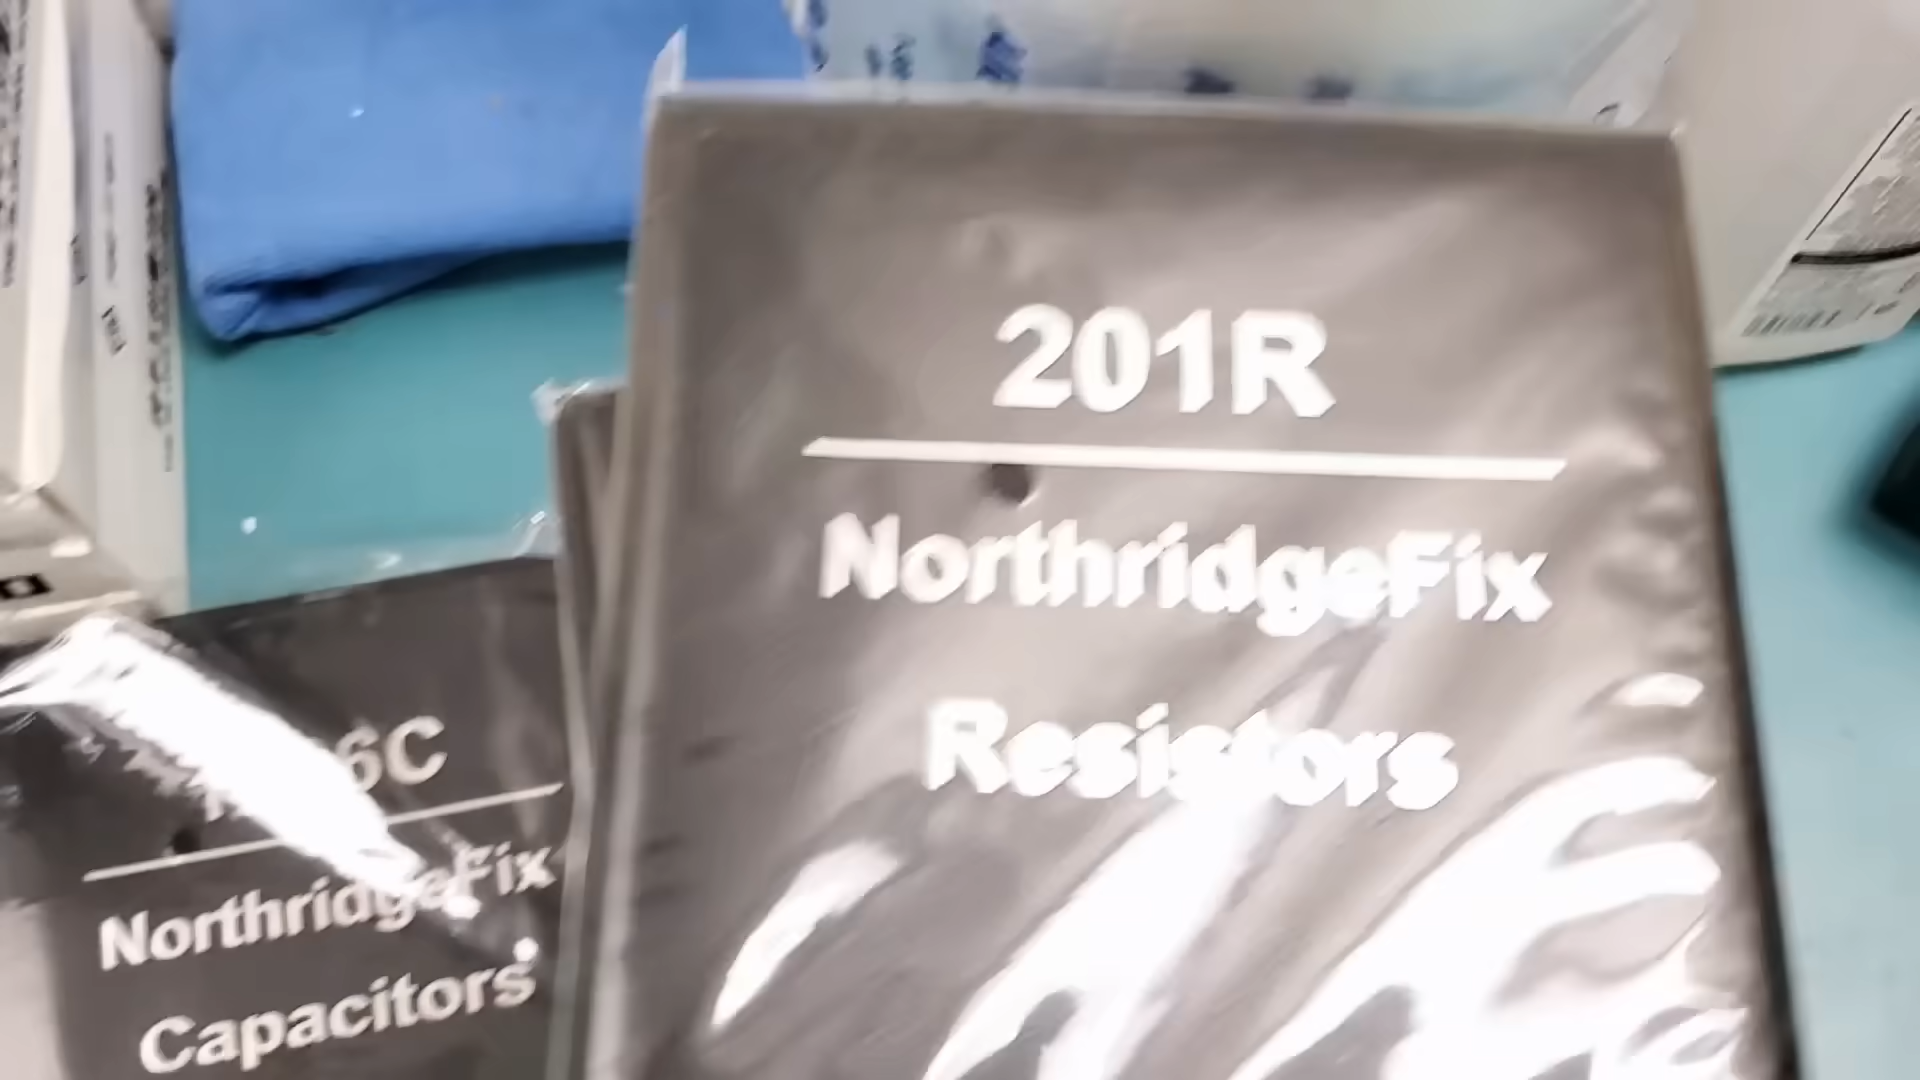 201R
NorthridgeFix
Resistors
6C
NorthridgeFix
Capacitors